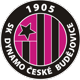 1905
SK DYNAMO ČESKÉ BUDĚJOVICE